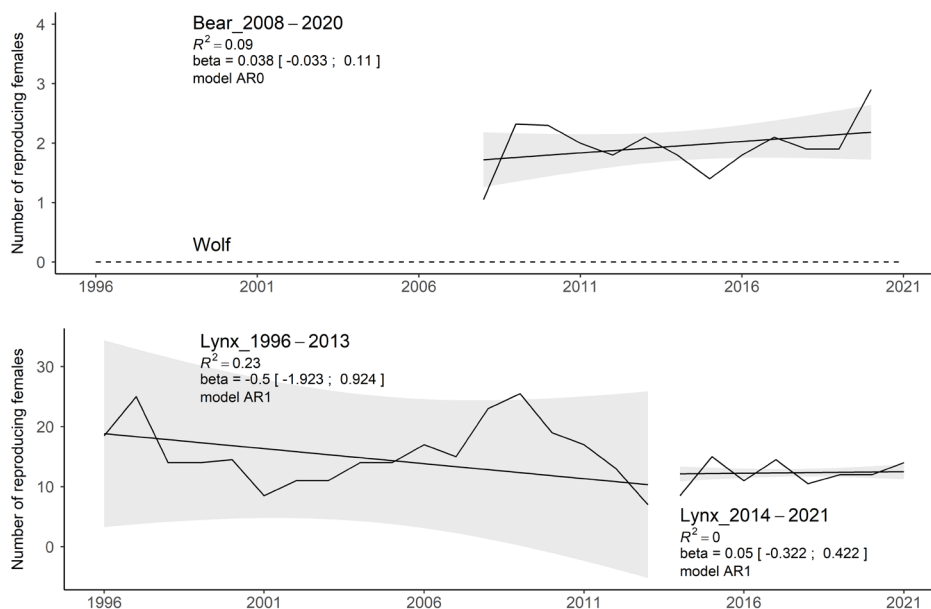 Number of reproducing females
4
3
2
1
0
Bear_2008 – 2020
R² = 0.09
beta = 0.038 [ -0.033 ;  0.11 ]
model AR0
Wolf
1996 2001 2006 2011 2016 2021
Number of reproducing females
30
20
10
0
Lynx_1996 – 2013
R² = 0.23
beta = -0.5 [ -1.923 ;  0.924 ]
model AR1
Lynx_2014 – 2021
R² = 0
beta = 0.05 [ -0.322 ;  0.422 ]
model AR1
1996 2001 2006 2011 2016 2021